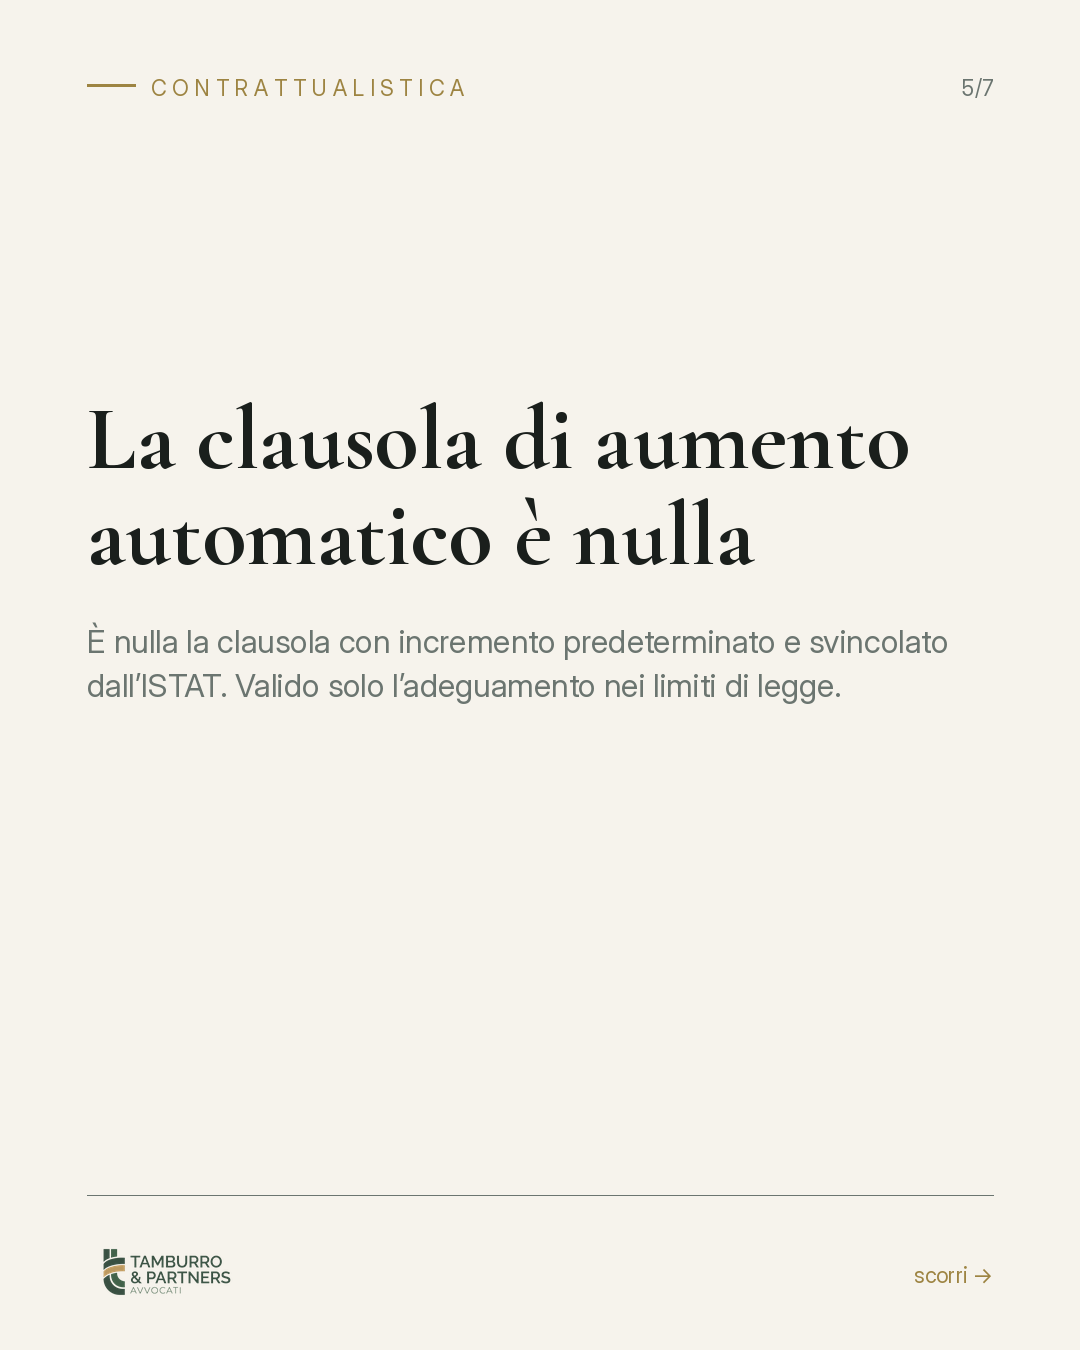 CONTRATTUALISTICA
5/7
La clausola di aumento
automatico è nulla
È nulla la clausola con incremento predeterminato e svincolato
dall’ISTAT. Valido solo l’adeguamento nei limiti di legge.
TAMBURRO
& PARTNERS
AVVOCATI
scorri →